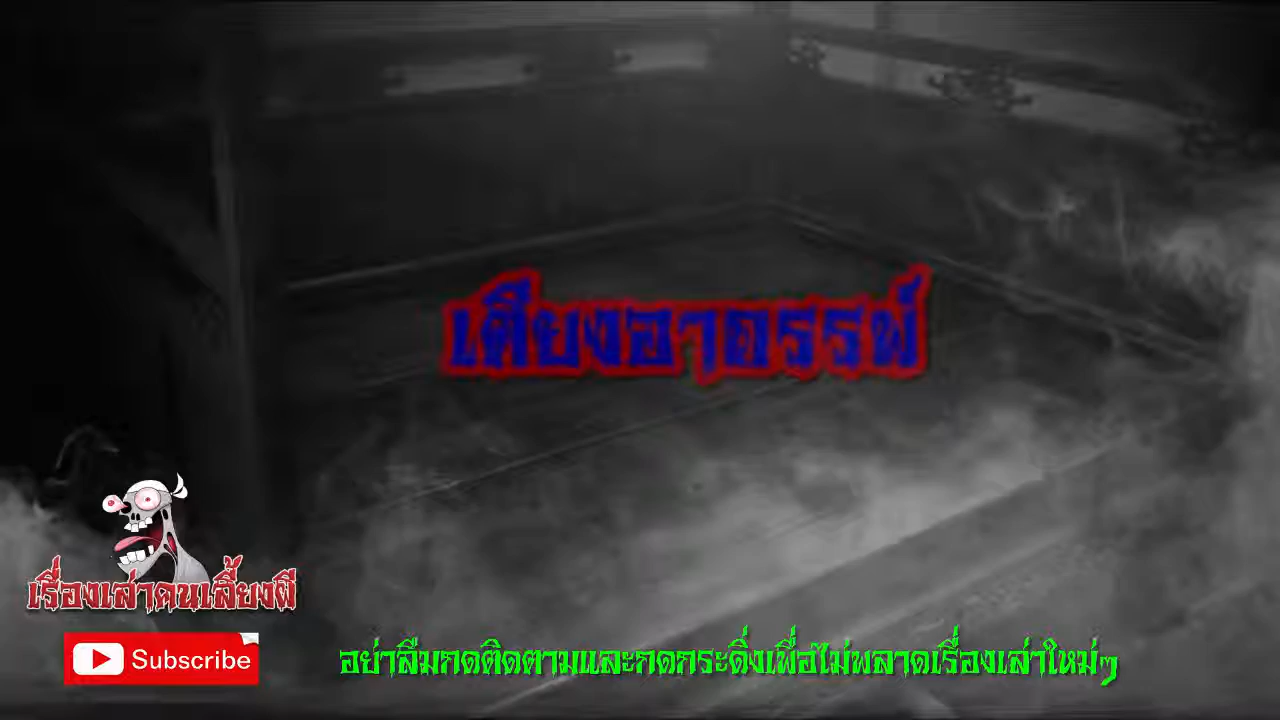 เตียงอาถรรพ์
เรื่องเล่าคนเลี้ยงผี
Subscribe
อย่าลืมกดติดตามและกดกระดิ่งเพื่อไม่พลาดเรื่องเล่าใหม่ๆ